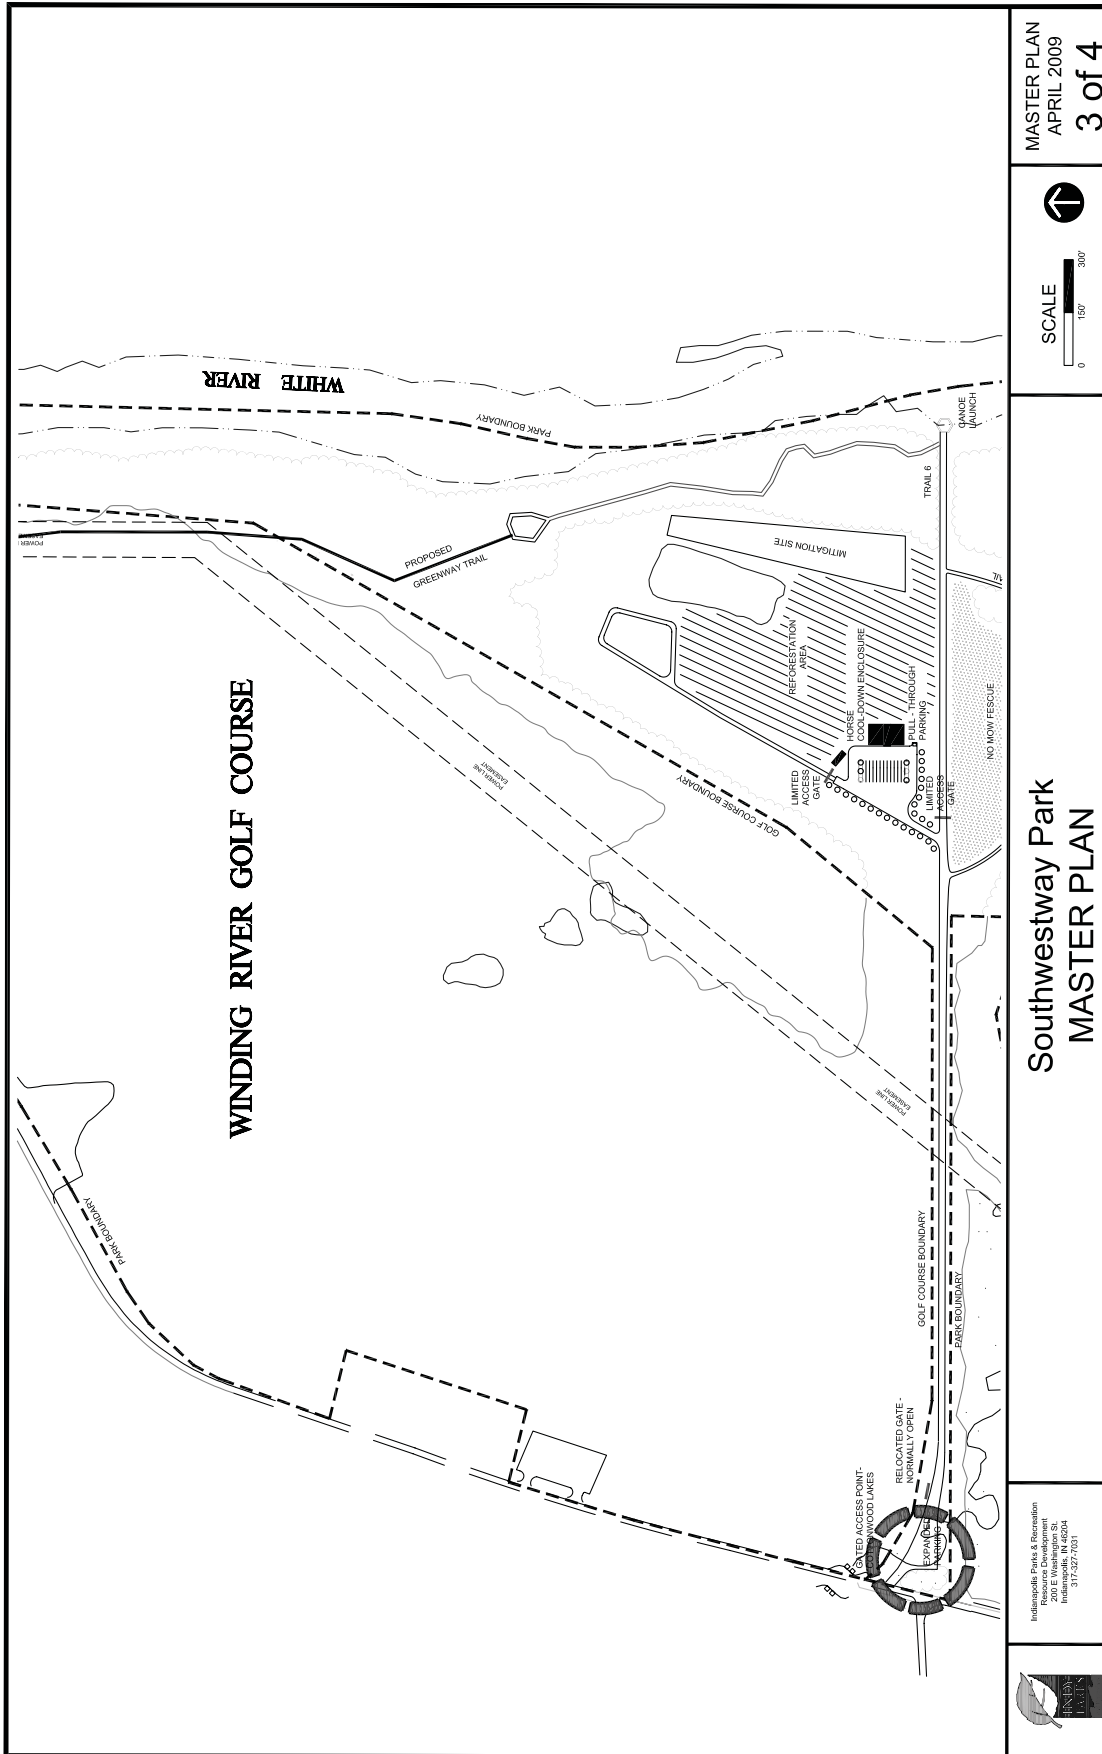 MASTER PLAN
APRIL 2009
3 of 4
SCALE
0
150'
300'
Southwestway Park
MASTER PLAN
Indianapolis Parks & Recreation
Resource Development
200 E Washington St.
Indianapolis, IN 46204
317-327-7031
WHITE RIVER
PARK BOUNDARY
CANOE
LAUNCH
TRAIL 6
POWER
PROPOSED
GREENWAY TRAIL
MITIGATION SITE
REFORESTATION
AREA
HORSE
COOL-DOWN ENCLOSURE
PULL - THROUGH
PARKING
LIMITED
ACCESS
GATE
LIMITED
ACCESS
GATE
NO MOW FESCUE
WINDING RIVER GOLF COURSE
POWER LINE
EASEMENT
GOLF COURSE BOUNDARY
POWER LINE
EASEMENT
PARK BOUNDARY
GOLF COURSE BOUNDARY
PARK BOUNDARY
RELOCATED GATE -
NORMALLY OPEN
GATED ACCESS POINT-
COTTONWOOD LAKES
EXPANDED
PARKING